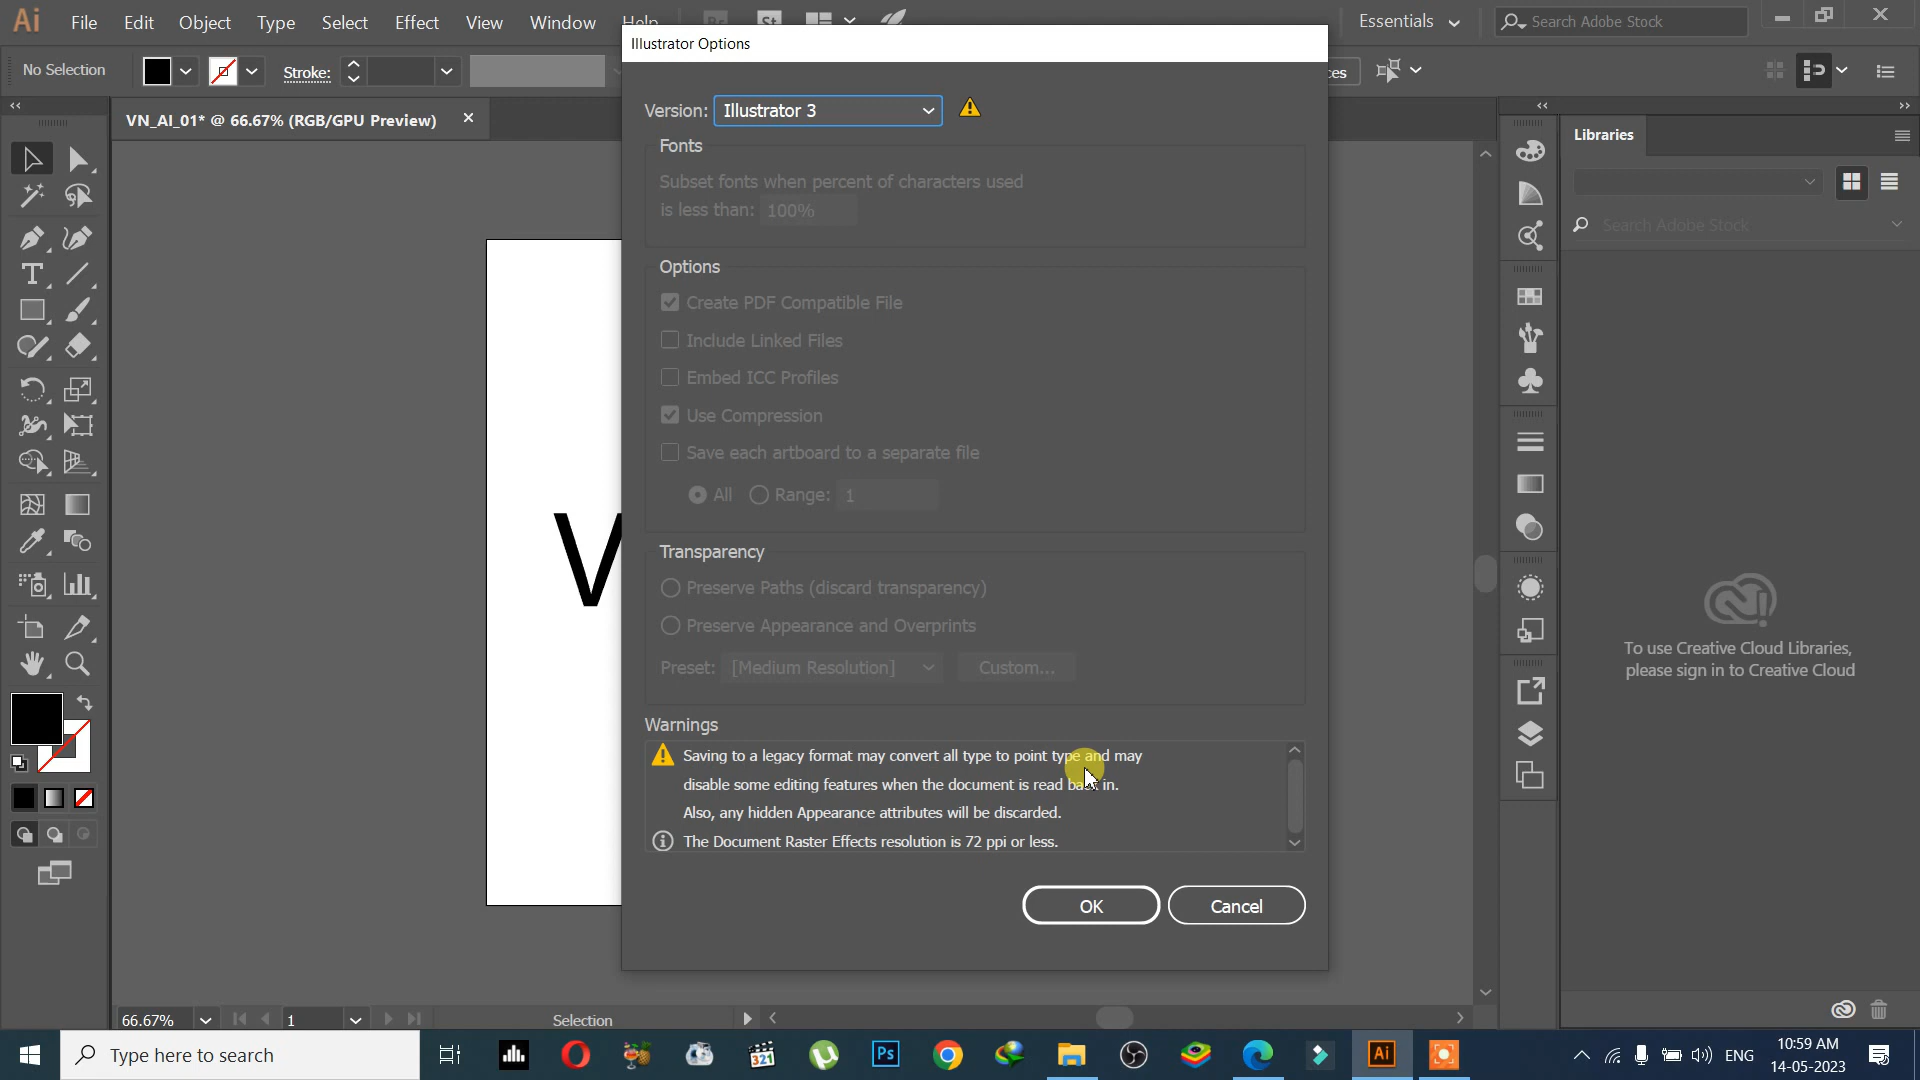 Ai File Edit Object Type Select Effect View Window Help Br St Essentials Search Adobe Stock
Illustrator Options
No Selection Stroke:
VN_AI_01* @ 66.67% (RGB/GPU Preview)
Version: Illustrator 3
Fonts
Subset fonts when percent of characters used
is less than: 100%
Options
Create PDF Compatible File
Include Linked Files
Embed ICC Profiles
Use Compression
Save each artboard to a separate file
All Range: 1
Transparency
Preserve Paths (discard transparency)
Preserve Appearance and Overprints
Preset: [Medium Resolution] Custom...
Warnings
Saving to a legacy format may convert all type to point type and may
disable some editing features when the document is read back in.
Also, any hidden Appearance attributes will be discarded.
The Document Raster Effects resolution is 72 ppi or less.
OK Cancel
V
Libraries
Search Adobe Stock
To use Creative Cloud Libraries,
please sign in to Creative Cloud
66.67% 1 Selection
Type here to search
321
Ps
Ai
ENG
10:59 AM
14-05-2023